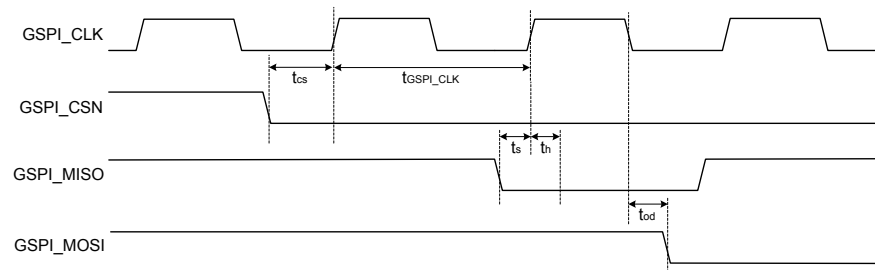 GSPI_CLK
tcs
tGSPI_CLK
GSPI_CSN
ts
th
GSPI_MISO
tod
GSPI_MOSI